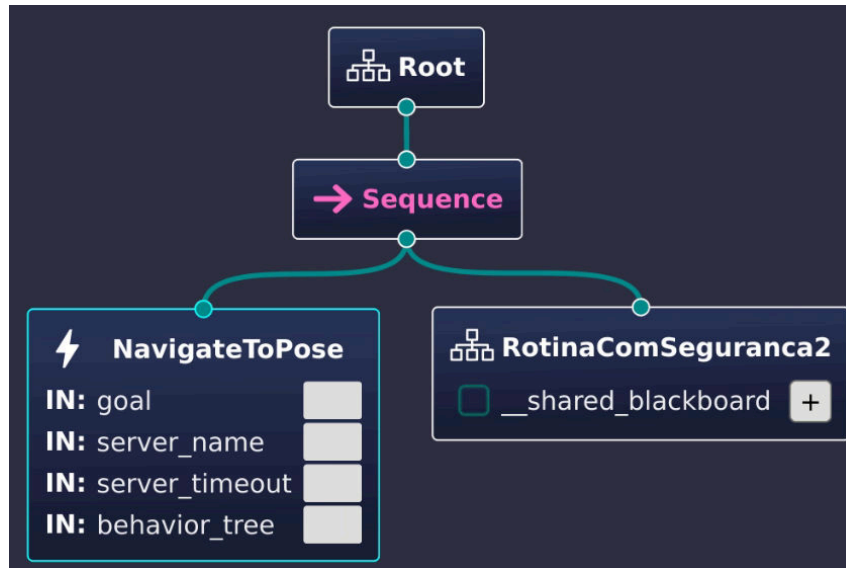 Root
Sequence
NavigateToPose
IN: goal
IN: server_name
IN: server_timeout
IN: behavior_tree
RotinaComSeguranca2
__shared_blackboard +